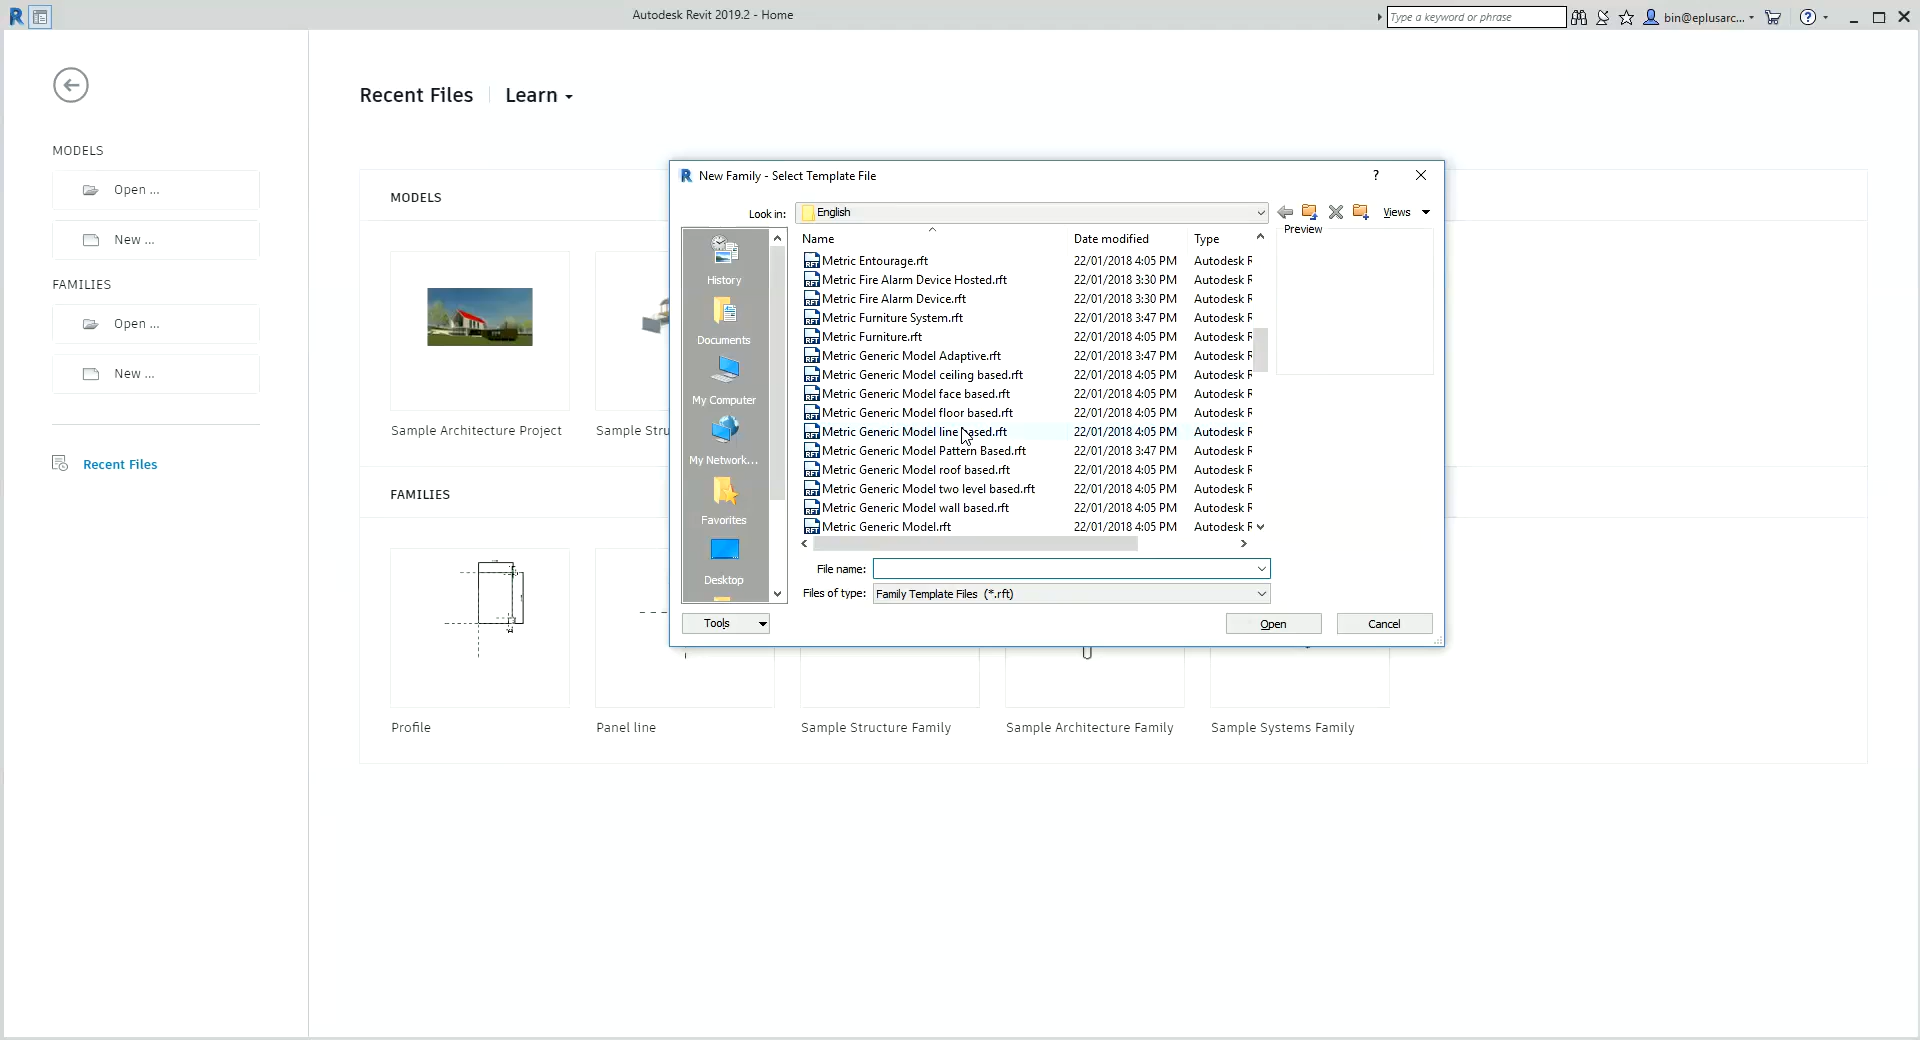 Autodesk Revit 2019.2 - Home
Type a keyword or phrase
bin@eplusarc...
Recent Files
Learn
MODELS
Open ...
New ...
FAMILIES
Open ...
New ...
Recent Files
MODELS
Sample Architecture Project
Sample Stru
FAMILIES
Profile
Panel line
Sample Structure Family
Sample Architecture Family
Sample Systems Family
New Family - Select Template File
Look in:
English
Views
History
Documents
My Computer
My Network...
Favorites
Desktop
Name Date modified Type
Metric Entourage.rft 22/01/2018 4:05 PM Autodesk R
Metric Fire Alarm Device Hosted.rft 22/01/2018 3:30 PM Autodesk R
Metric Fire Alarm Device.rft 22/01/2018 3:30 PM Autodesk R
Metric Furniture System.rft 22/01/2018 3:47 PM Autodesk R
Metric Furniture.rft 22/01/2018 4:05 PM Autodesk R
Metric Generic Model Adaptive.rft 22/01/2018 3:47 PM Autodesk R
Metric Generic Model ceiling based.rft 22/01/2018 4:05 PM Autodesk R
Metric Generic Model face based.rft 22/01/2018 4:05 PM Autodesk R
Metric Generic Model floor based.rft 22/01/2018 4:05 PM Autodesk R
Metric Generic Model line based.rft 22/01/2018 4:05 PM Autodesk R
Metric Generic Model Pattern Based.rft 22/01/2018 3:47 PM Autodesk R
Metric Generic Model roof based.rft 22/01/2018 4:05 PM Autodesk R
Metric Generic Model two level based.rft 22/01/2018 4:05 PM Autodesk R
Metric Generic Model wall based.rft 22/01/2018 4:05 PM Autodesk R
Metric Generic Model.rft 22/01/2018 4:05 PM Autodesk R
Preview
File name:
Files of type: Family Template Files (*.rft)
Tools
Open
Cancel